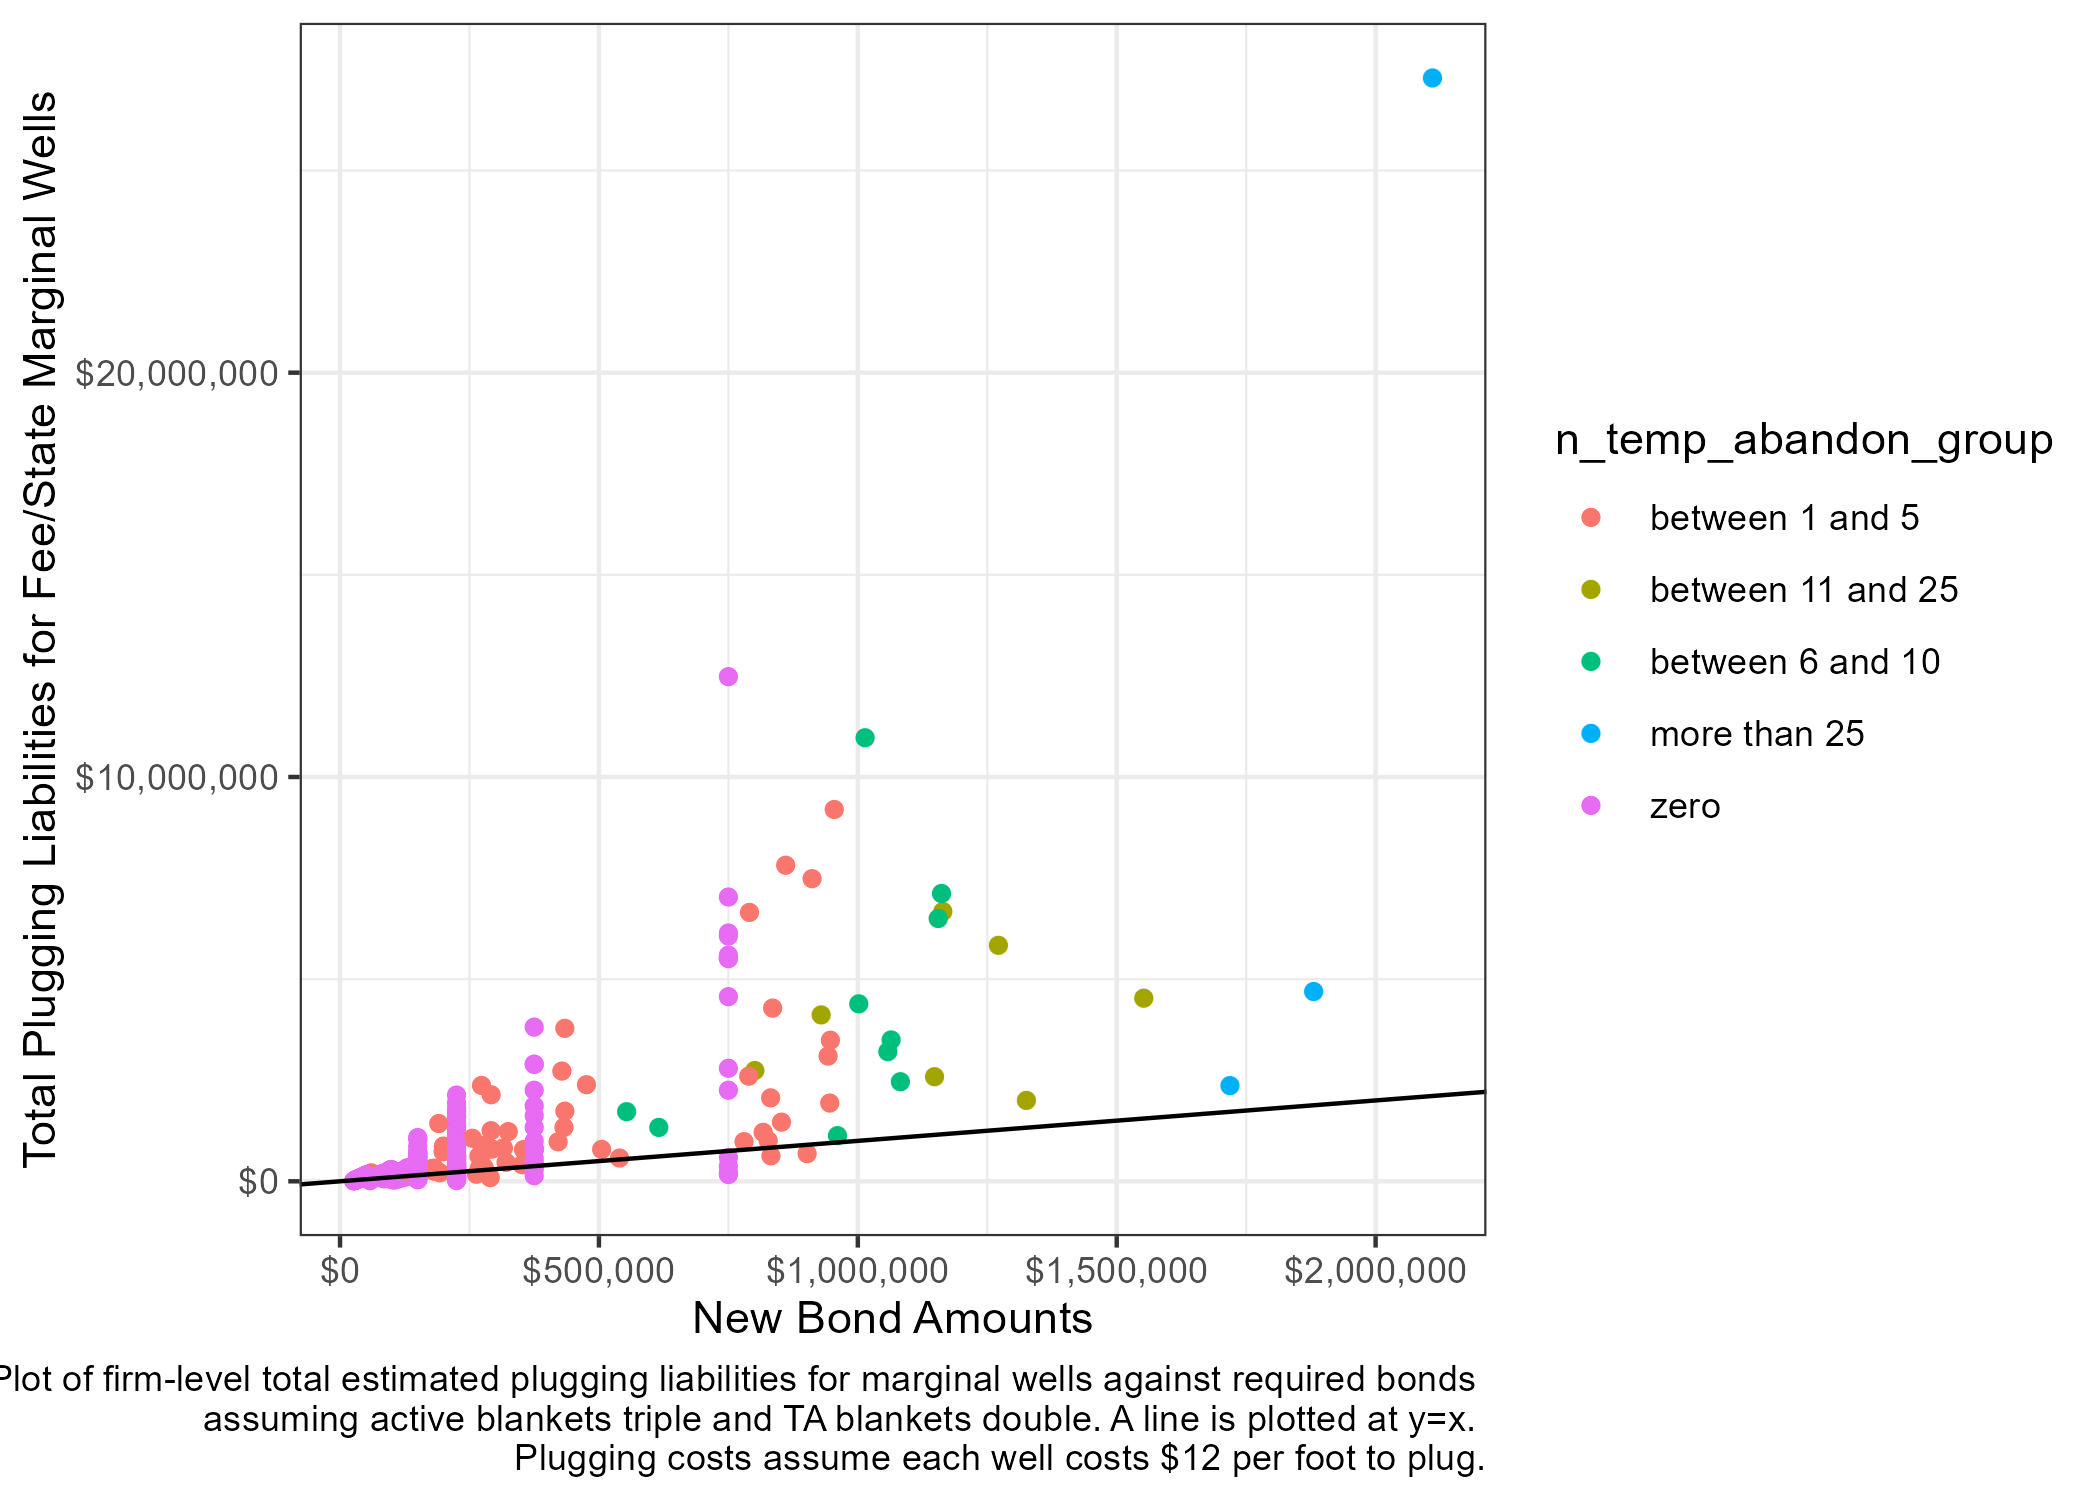 Total Plugging Liabilities for Fee/State Marginal Wells
$20,000,000
$10,000,000
$0
$0
$500,000
$1,000,000
$1,500,000
$2,000,000
New Bond Amounts
n_temp_abandon_group
between 1 and 5
between 11 and 25
between 6 and 10
more than 25
zero
Plot of firm-level total estimated plugging liabilities for marginal wells against required bonds
assuming active blankets triple and TA blankets double. A line is plotted at y=x.
Plugging costs assume each well costs $12 per foot to plug.